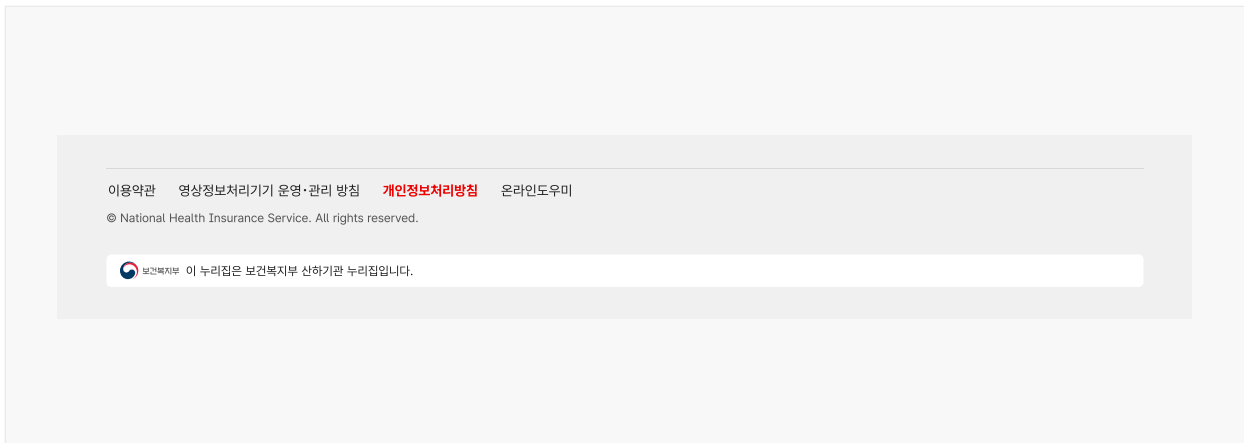 이용약관 영상정보처리기기 운영·관리 방침 개인정보처리방침 온라인도우미
© National Health Insurance Service. All rights reserved.
보건복지부 이 누리집은 보건복지부 산하기관 누리집입니다.